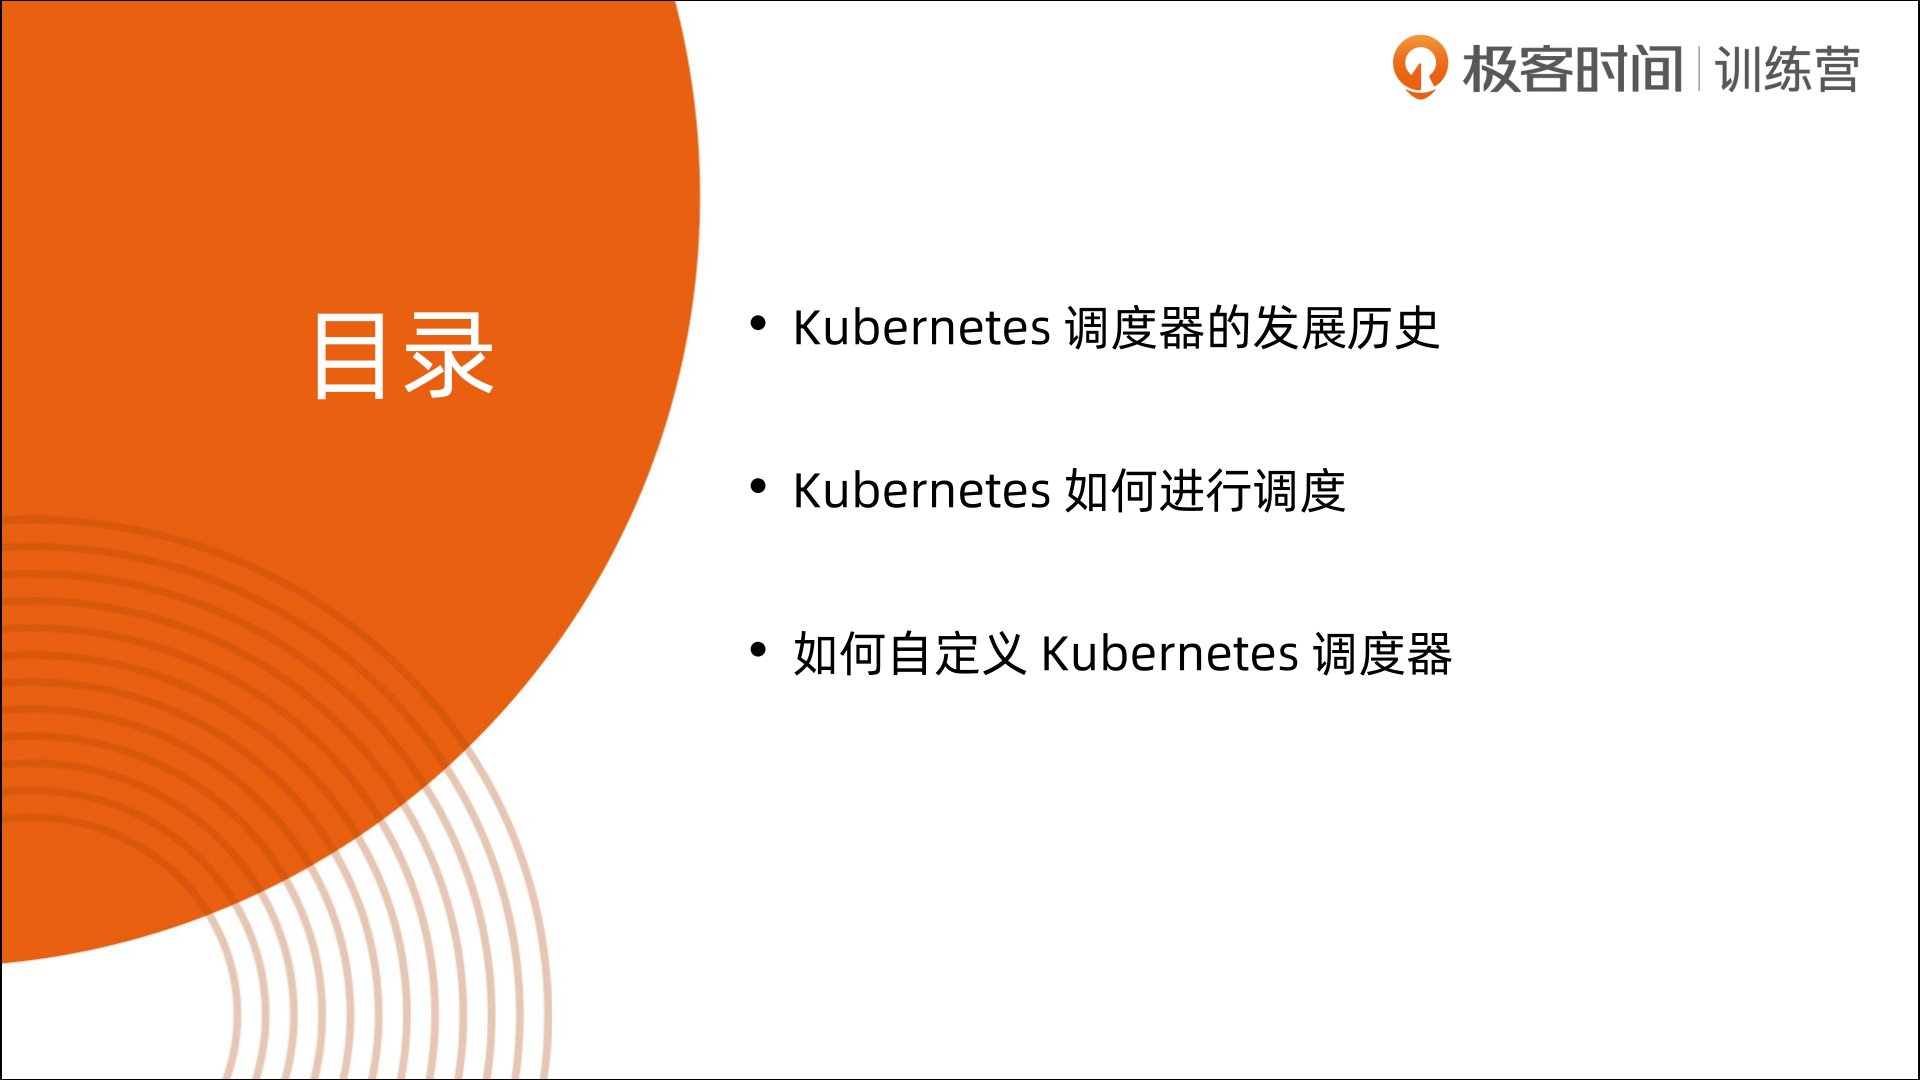 极客时间 | 训练营
目录
• Kubernetes 调度器的发展历史
• Kubernetes 如何进行调度
• 如何自定义 Kubernetes 调度器